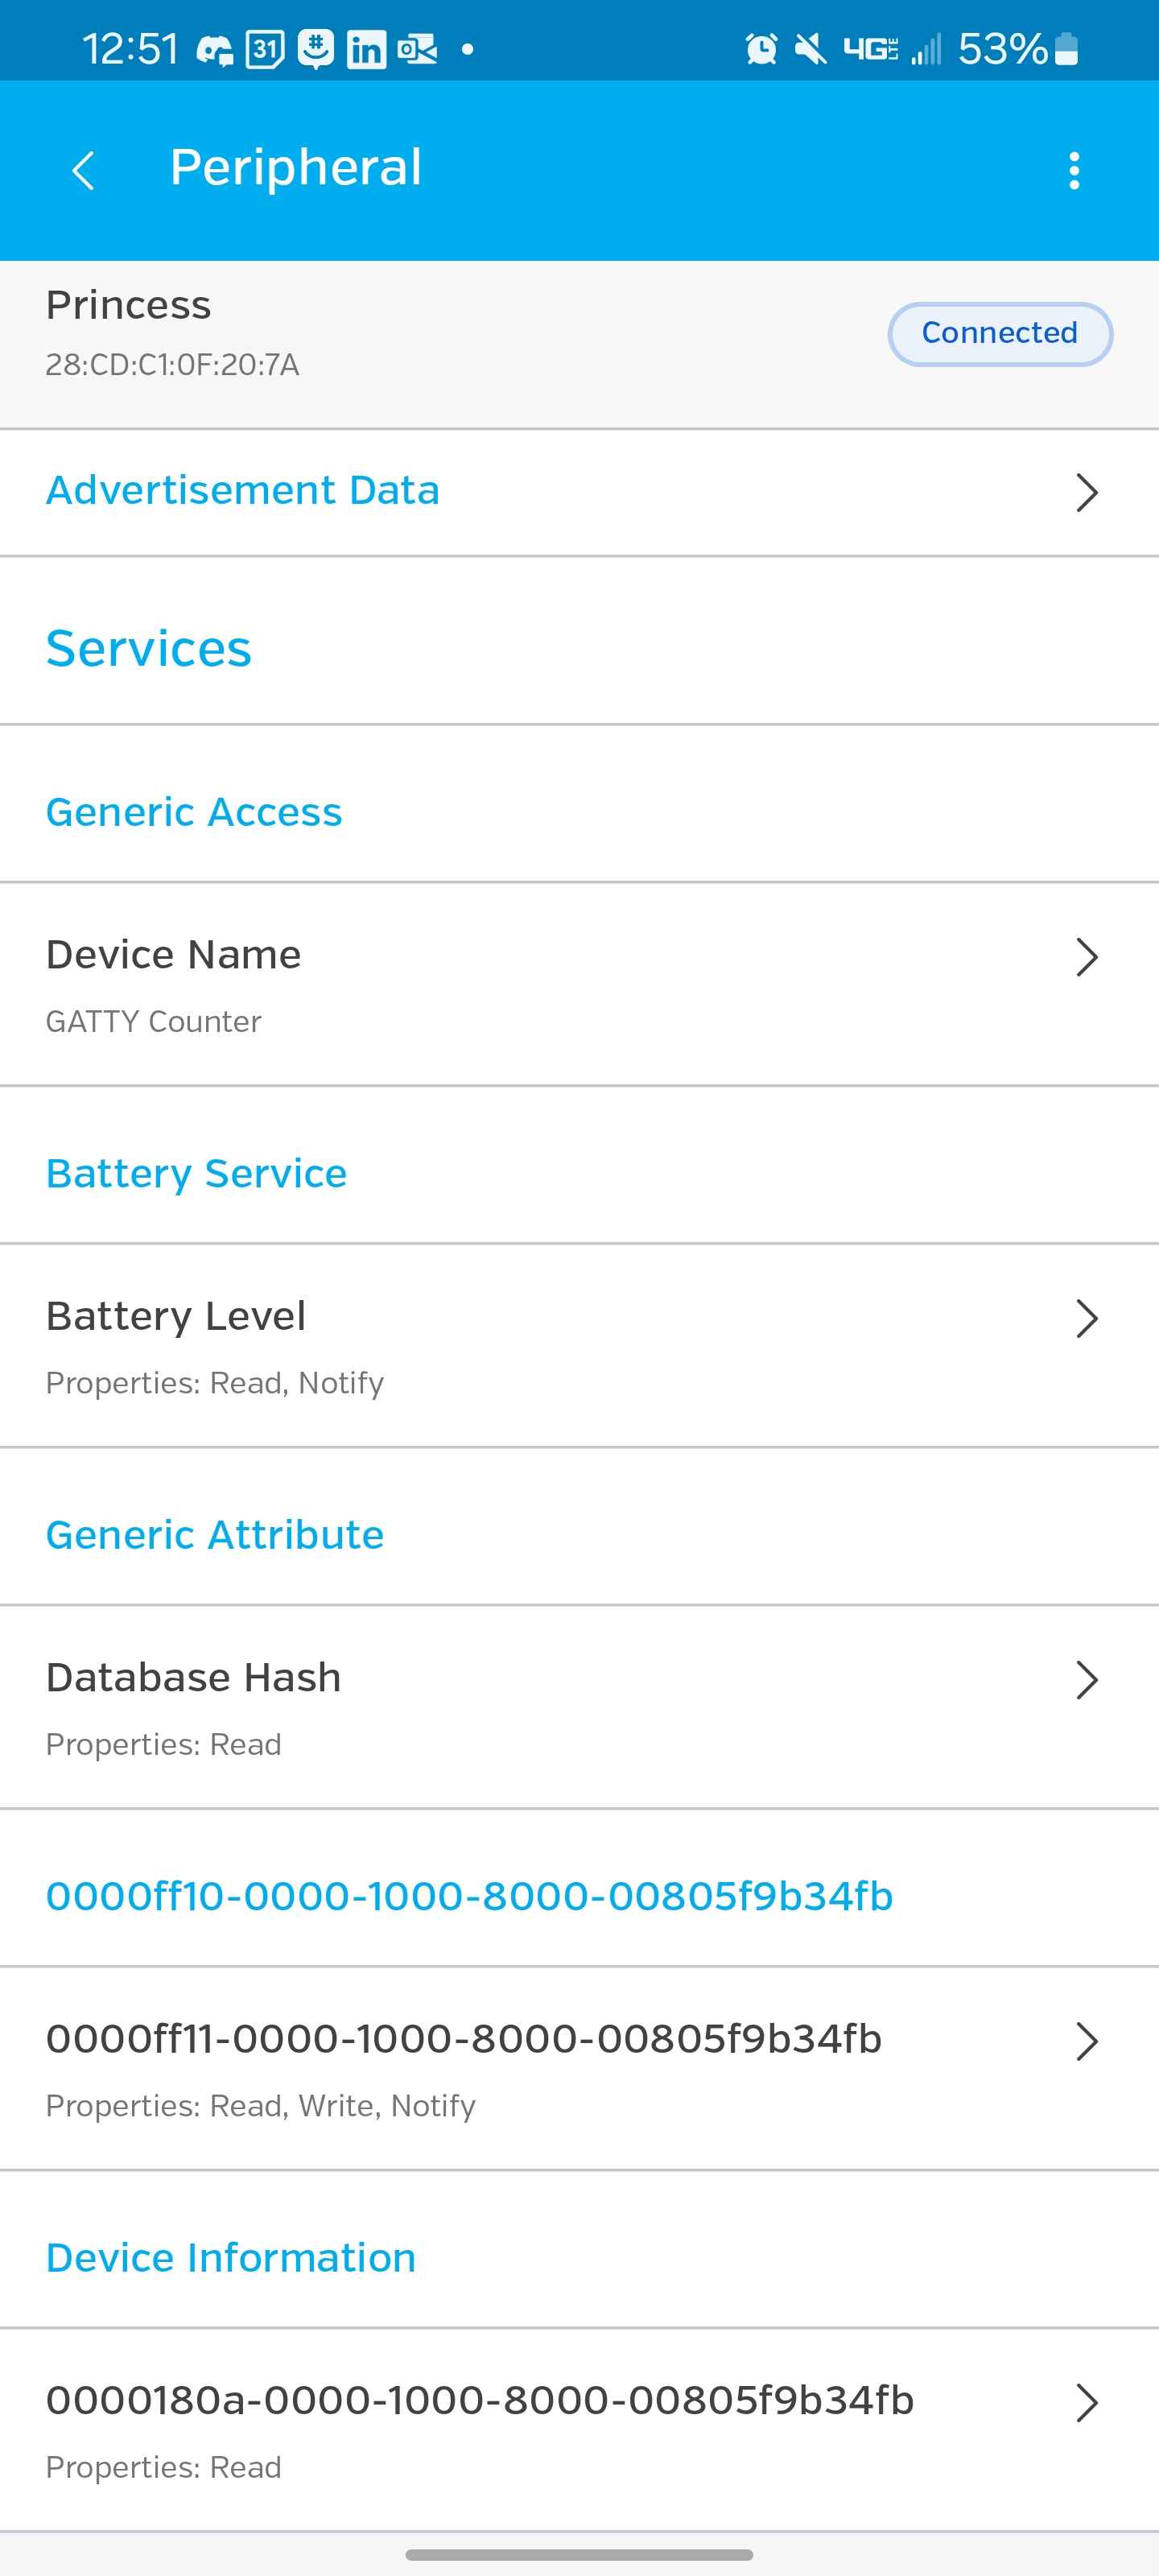 12:51 31 # in 4G LTE 53%
Peripheral
Princess
Connected
28:CD:C1:0F:20:7A
Advertisement Data
Services
Generic Access
Device Name
GATTY Counter
Battery Service
Battery Level
Properties: Read, Notify
Generic Attribute
Database Hash
Properties: Read
0000ff10-0000-1000-8000-00805f9b34fb
0000ff11-0000-1000-8000-00805f9b34fb
Properties: Read, Write, Notify
Device Information
0000180a-0000-1000-8000-00805f9b34fb
Properties: Read